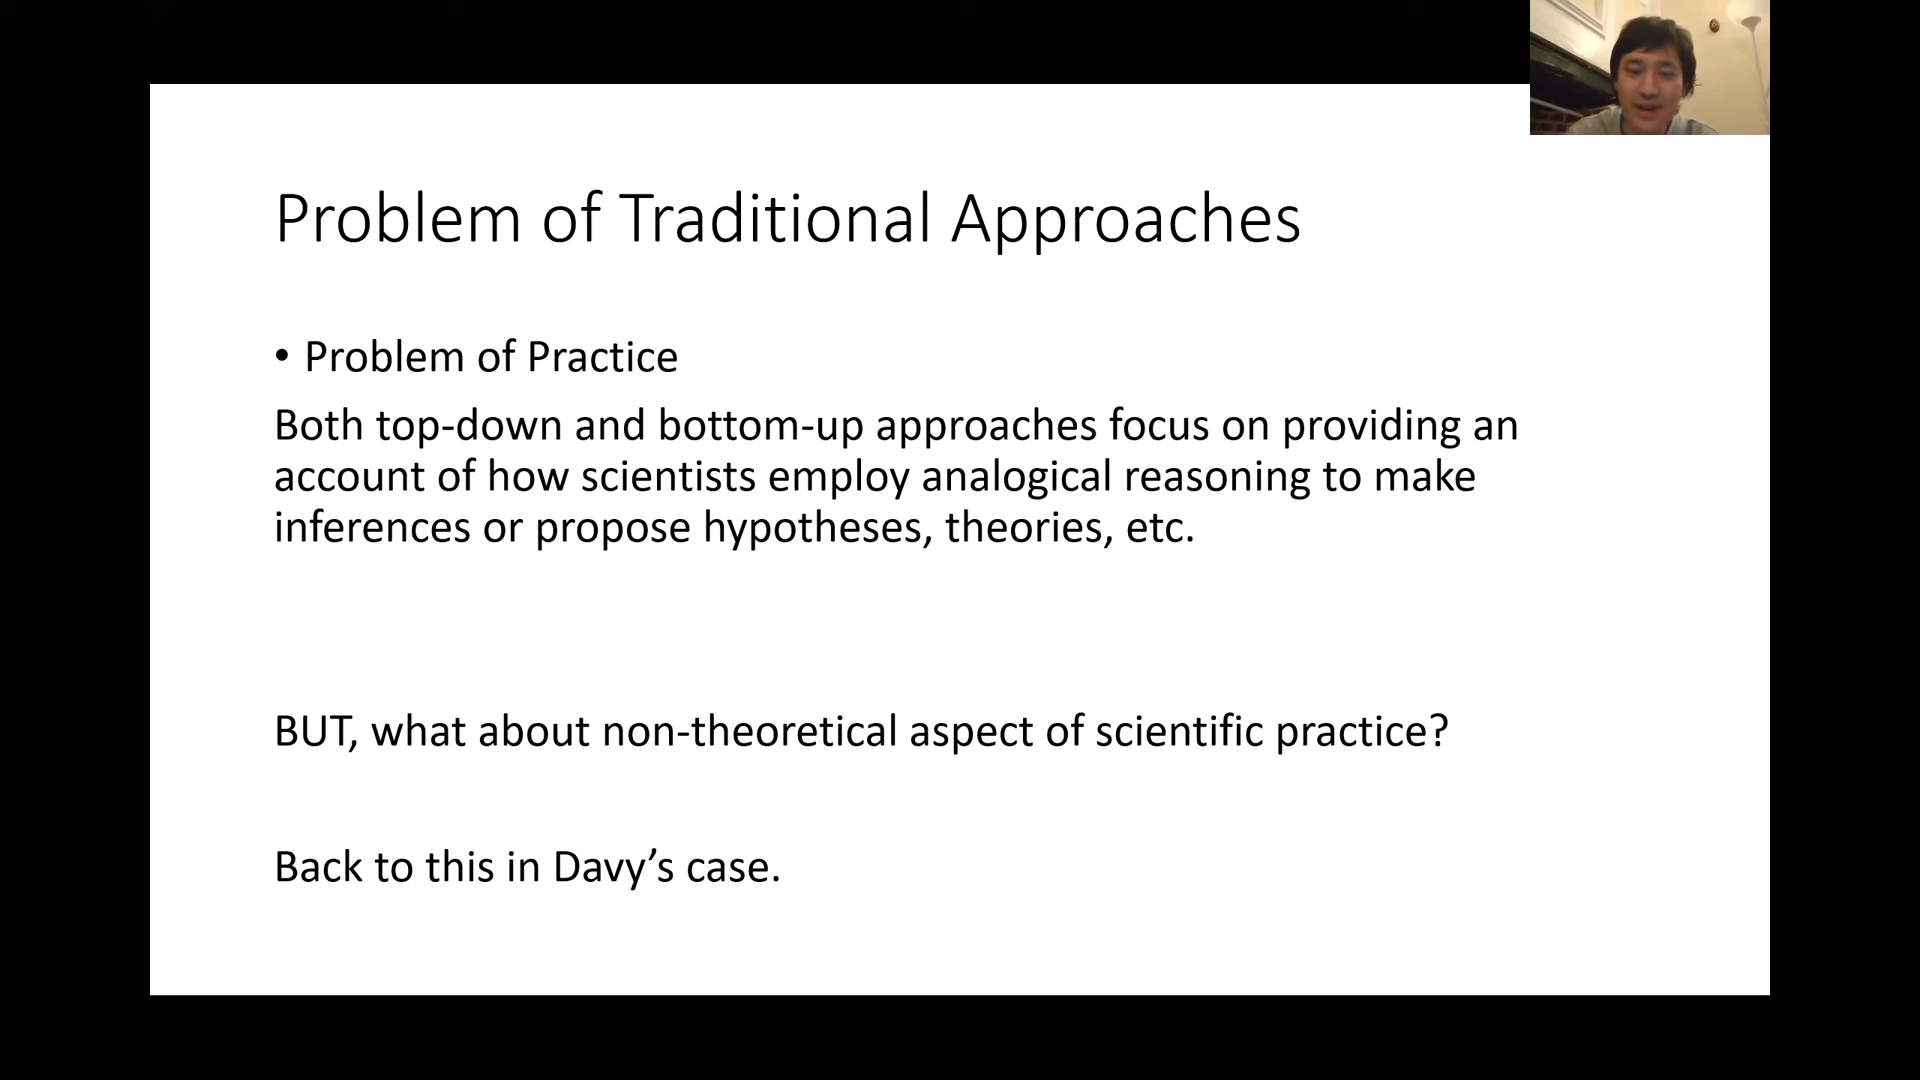 Problem of Traditional Approaches
• Problem of Practice
Both top-down and bottom-up approaches focus on providing an
account of how scientists employ analogical reasoning to make
inferences or propose hypotheses, theories, etc.
BUT, what about non-theoretical aspect of scientific practice?
Back to this in Davy’s case.